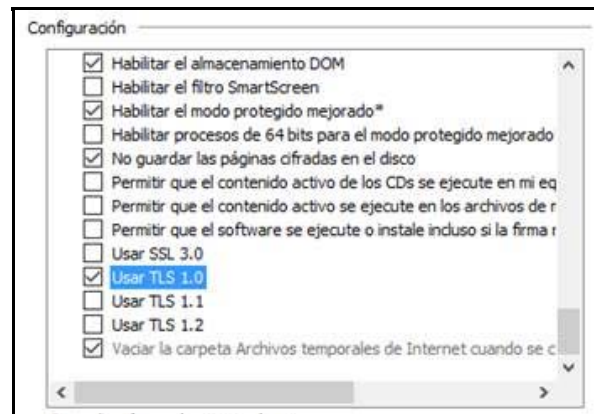 Configuración
Habilitar el almacenamiento DOM
Habilitar el filtro SmartScreen
Habilitar el modo protegido mejorado*
Habilitar procesos de 64 bits para el modo protegido mejorado
No guardar las páginas cifradas en el disco
Permitir que el contenido activo de los CDs se ejecute en mi eq
Permitir que el contenido activo se ejecute en los archivos de r
Permitir que el software se ejecute o instale incluso si la firma r
Usar SSL 3.0
Usar TLS 1.0
Usar TLS 1.1
Usar TLS 1.2
Vaciar la carpeta Archivos temporales de Internet cuando se c